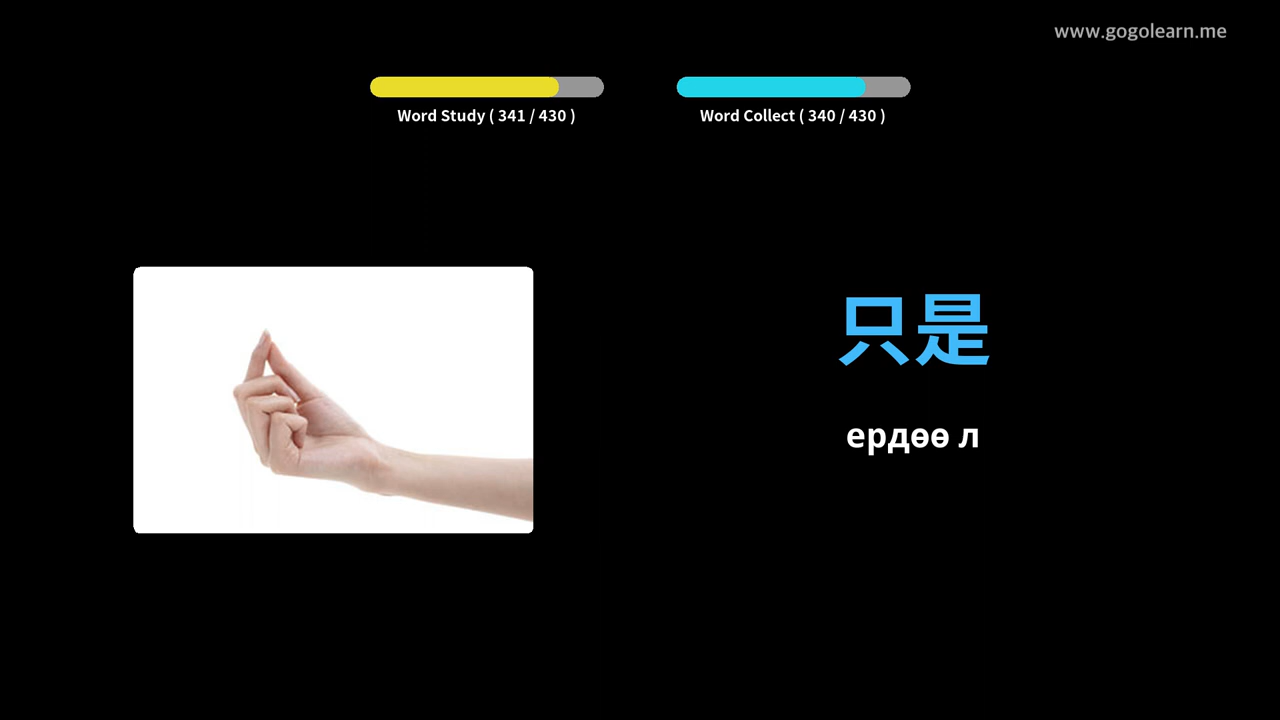 www.gogolearn.me
Word Study ( 341 / 430 )
Word Collect ( 340 / 430 )
只是
ердөө л